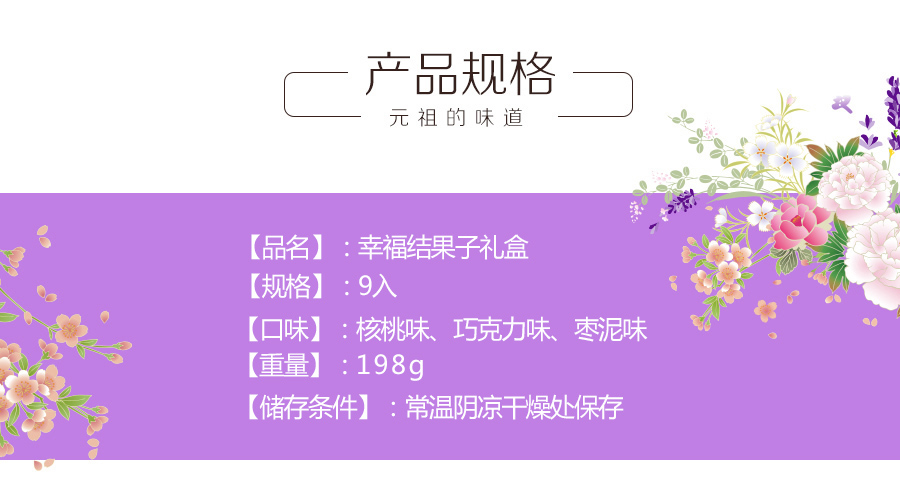 产品规格
元祖的味道
【品名】:幸福结果子礼盒
【规格】:9入
【口味】:核桃味、巧克力味、枣泥味
【重量】:198g
【储存条件】:常温阴凉干燥处保存